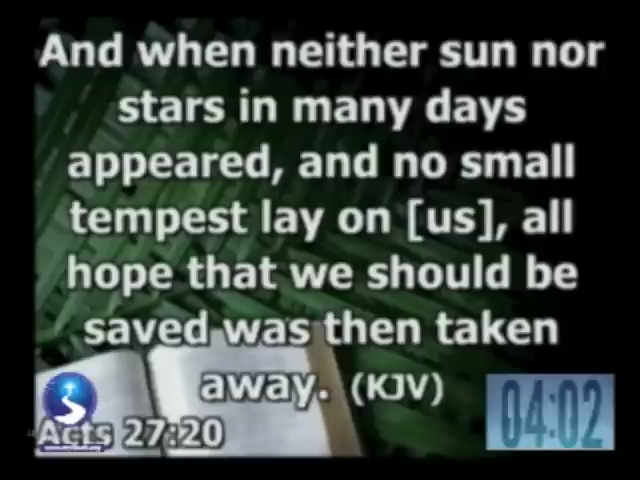 And when neither sun nor
stars in many days
appeared, and no small
tempest lay on [us], all
hope that we should be
saved was then taken
away. (KJV)
Acts 27:20
04:02